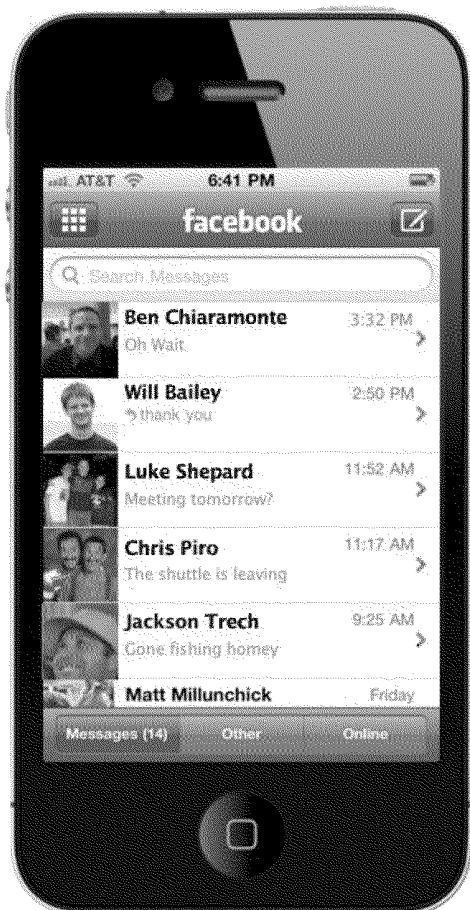 AT&T 6:41 PM
facebook
Search Messages
Ben Chiaramonte 3:32 PM
Oh Wait.
Will Bailey 2:50 PM
thank you
Luke Shepard 11:52 AM
Meeting tomorrow?
Chris Piro 11:17 AM
The shuttle is leaving
Jackson Trech 9:25 AM
Gone fishing homey
Matt Millunchick Friday
Messages (14) Other Online